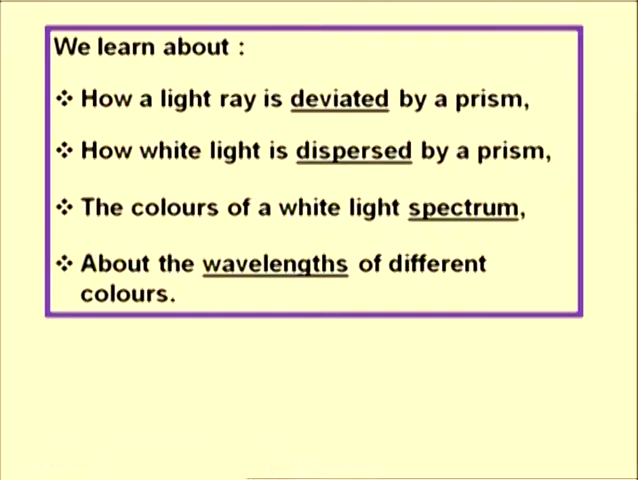 We learn about :
❖ How a light ray is deviated by a prism,
❖ How white light is dispersed by a prism,
❖ The colours of a white light spectrum,
❖ About the wavelengths of different
colours.